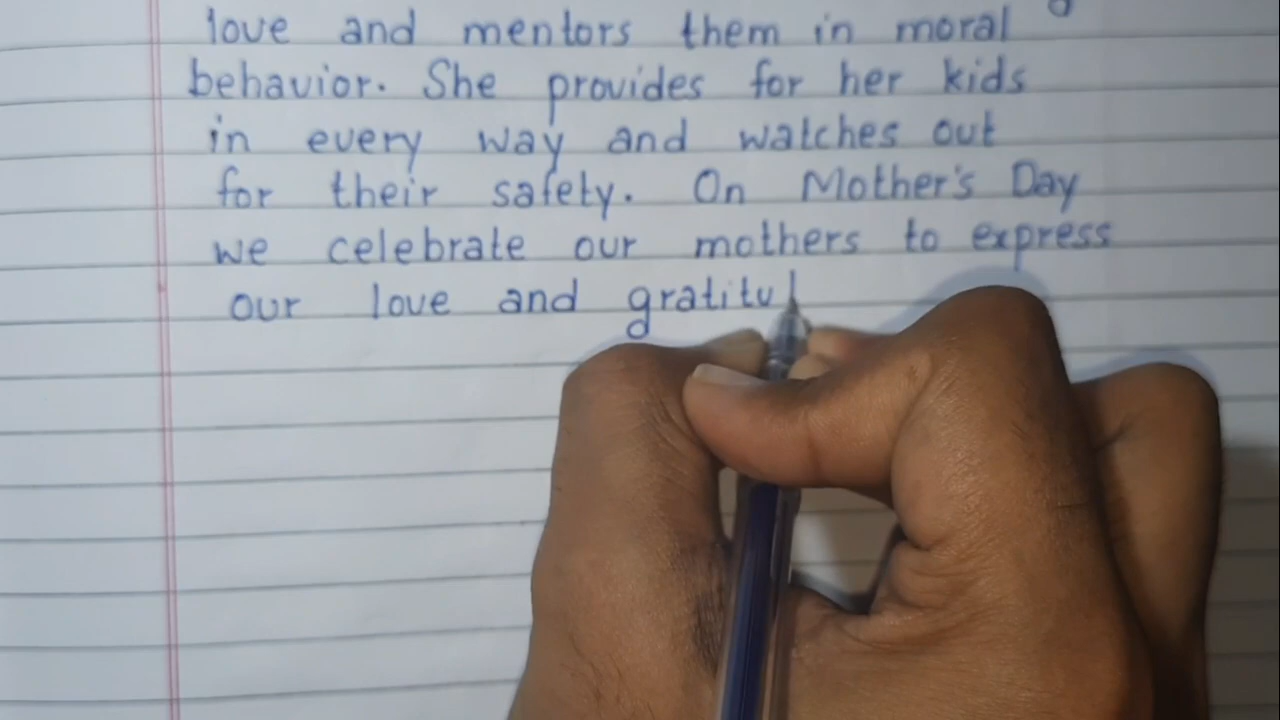 love and mentors them in moral
behavior. She provides for her kids
in every way and watches out
for their safety. On Mother's Day
we celebrate our mothers to express
our love and